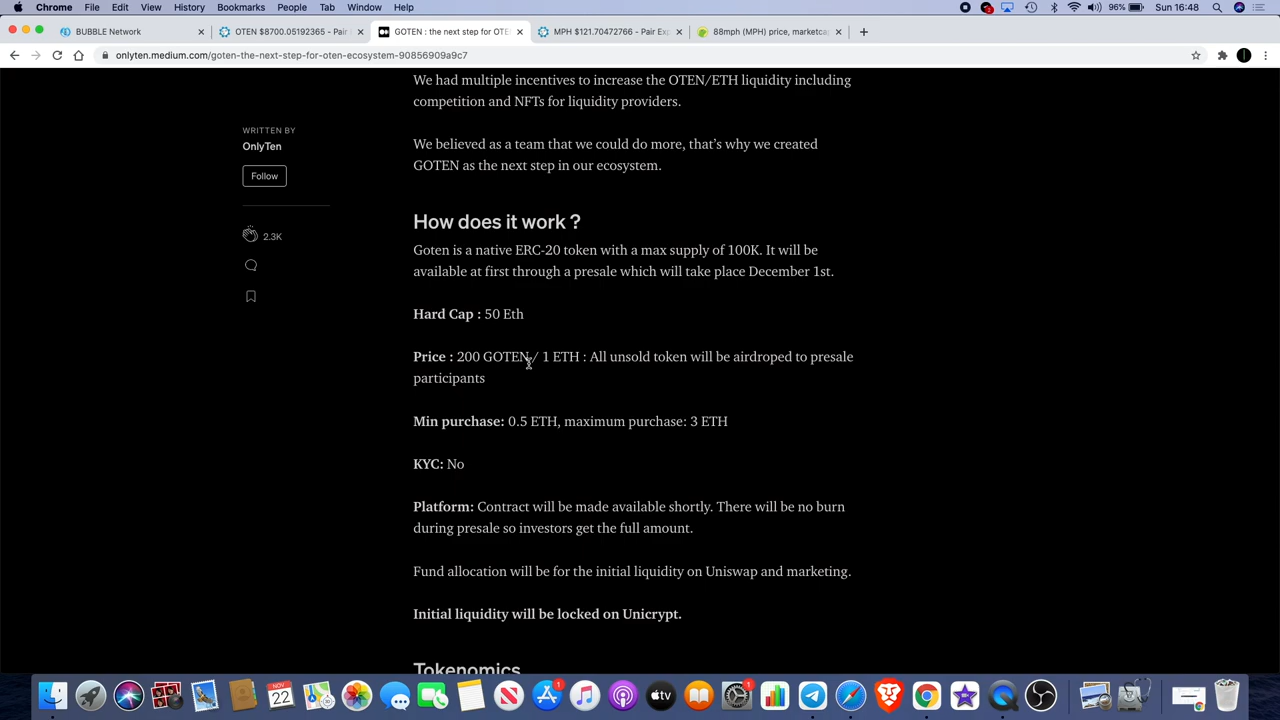 Chrome File Edit View History Bookmarks People Tab Window Help 96% Sun 16:48
BUBBLE Network
OTEN $8700.05192365 - Pair
GOTEN : the next step for OTE
MPH $121.70472766 - Pair Ex
88mph (MPH) price, marketca
onlyten.medium.com/goten-the-next-step-for-oten-ecosystem-90856909a9c7
We had multiple incentives to increase the OTEN/ETH liquidity including
competition and NFTs for liquidity providers.
WRITTEN BY
OnlyTen
Follow
2.3K
We believed as a team that we could do more, that’s why we created
GOTEN as the next step in our ecosystem.
How does it work ?
Goten is a native ERC-20 token with a max supply of 100K. It will be
available at first through a presale which will take place December 1st.
Hard Cap : 50 Eth
Price : 200 GOTEN / 1 ETH : All unsold token will be airdroped to presale
participants
Min purchase: 0.5 ETH, maximum purchase: 3 ETH
KYC: No
Platform: Contract will be made available shortly. There will be no burn
during presale so investors get the full amount.
Fund allocation will be for the initial liquidity on Uniswap and marketing.
Initial liquidity will be locked on Unicrypt.
Tokenomics
NOV
22
1
tv
1